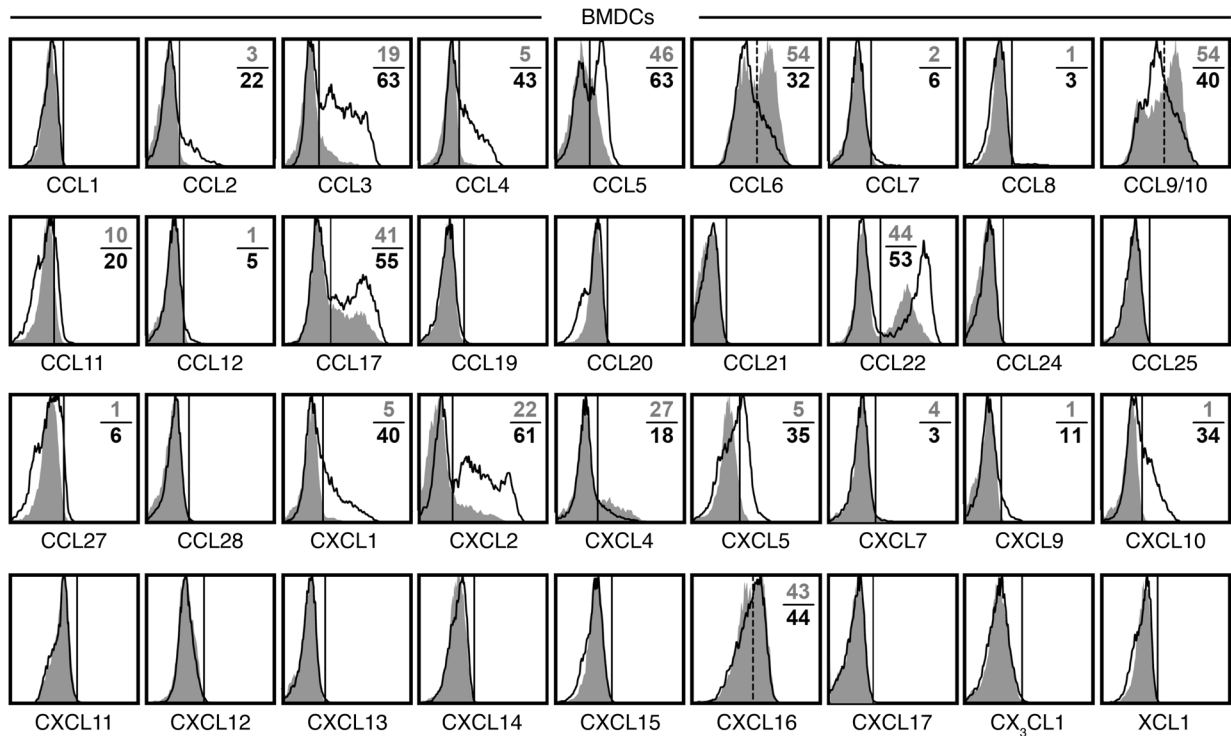 BMDCs
3 19 5 46 54 2 1 54
22 63 43 63 32 6 3 40
CCL1 CCL2 CCL3 CCL4 CCL5 CCL6 CCL7 CCL8 CCL9/10
10 1 41 44
20 5 55 53
CCL11 CCL12 CCL17 CCL19 CCL20 CCL21 CCL22 CCL24 CCL25
1 5 22 27 5 4 1 1
6 40 61 18 35 3 11 34
CCL27 CCL28 CXCL1 CXCL2 CXCL4 CXCL5 CXCL7 CXCL9 CXCL10
43
44
CXCL11 CXCL12 CXCL13 CXCL14 CXCL15 CXCL16 CXCL17 CX₃CL1 XCL1